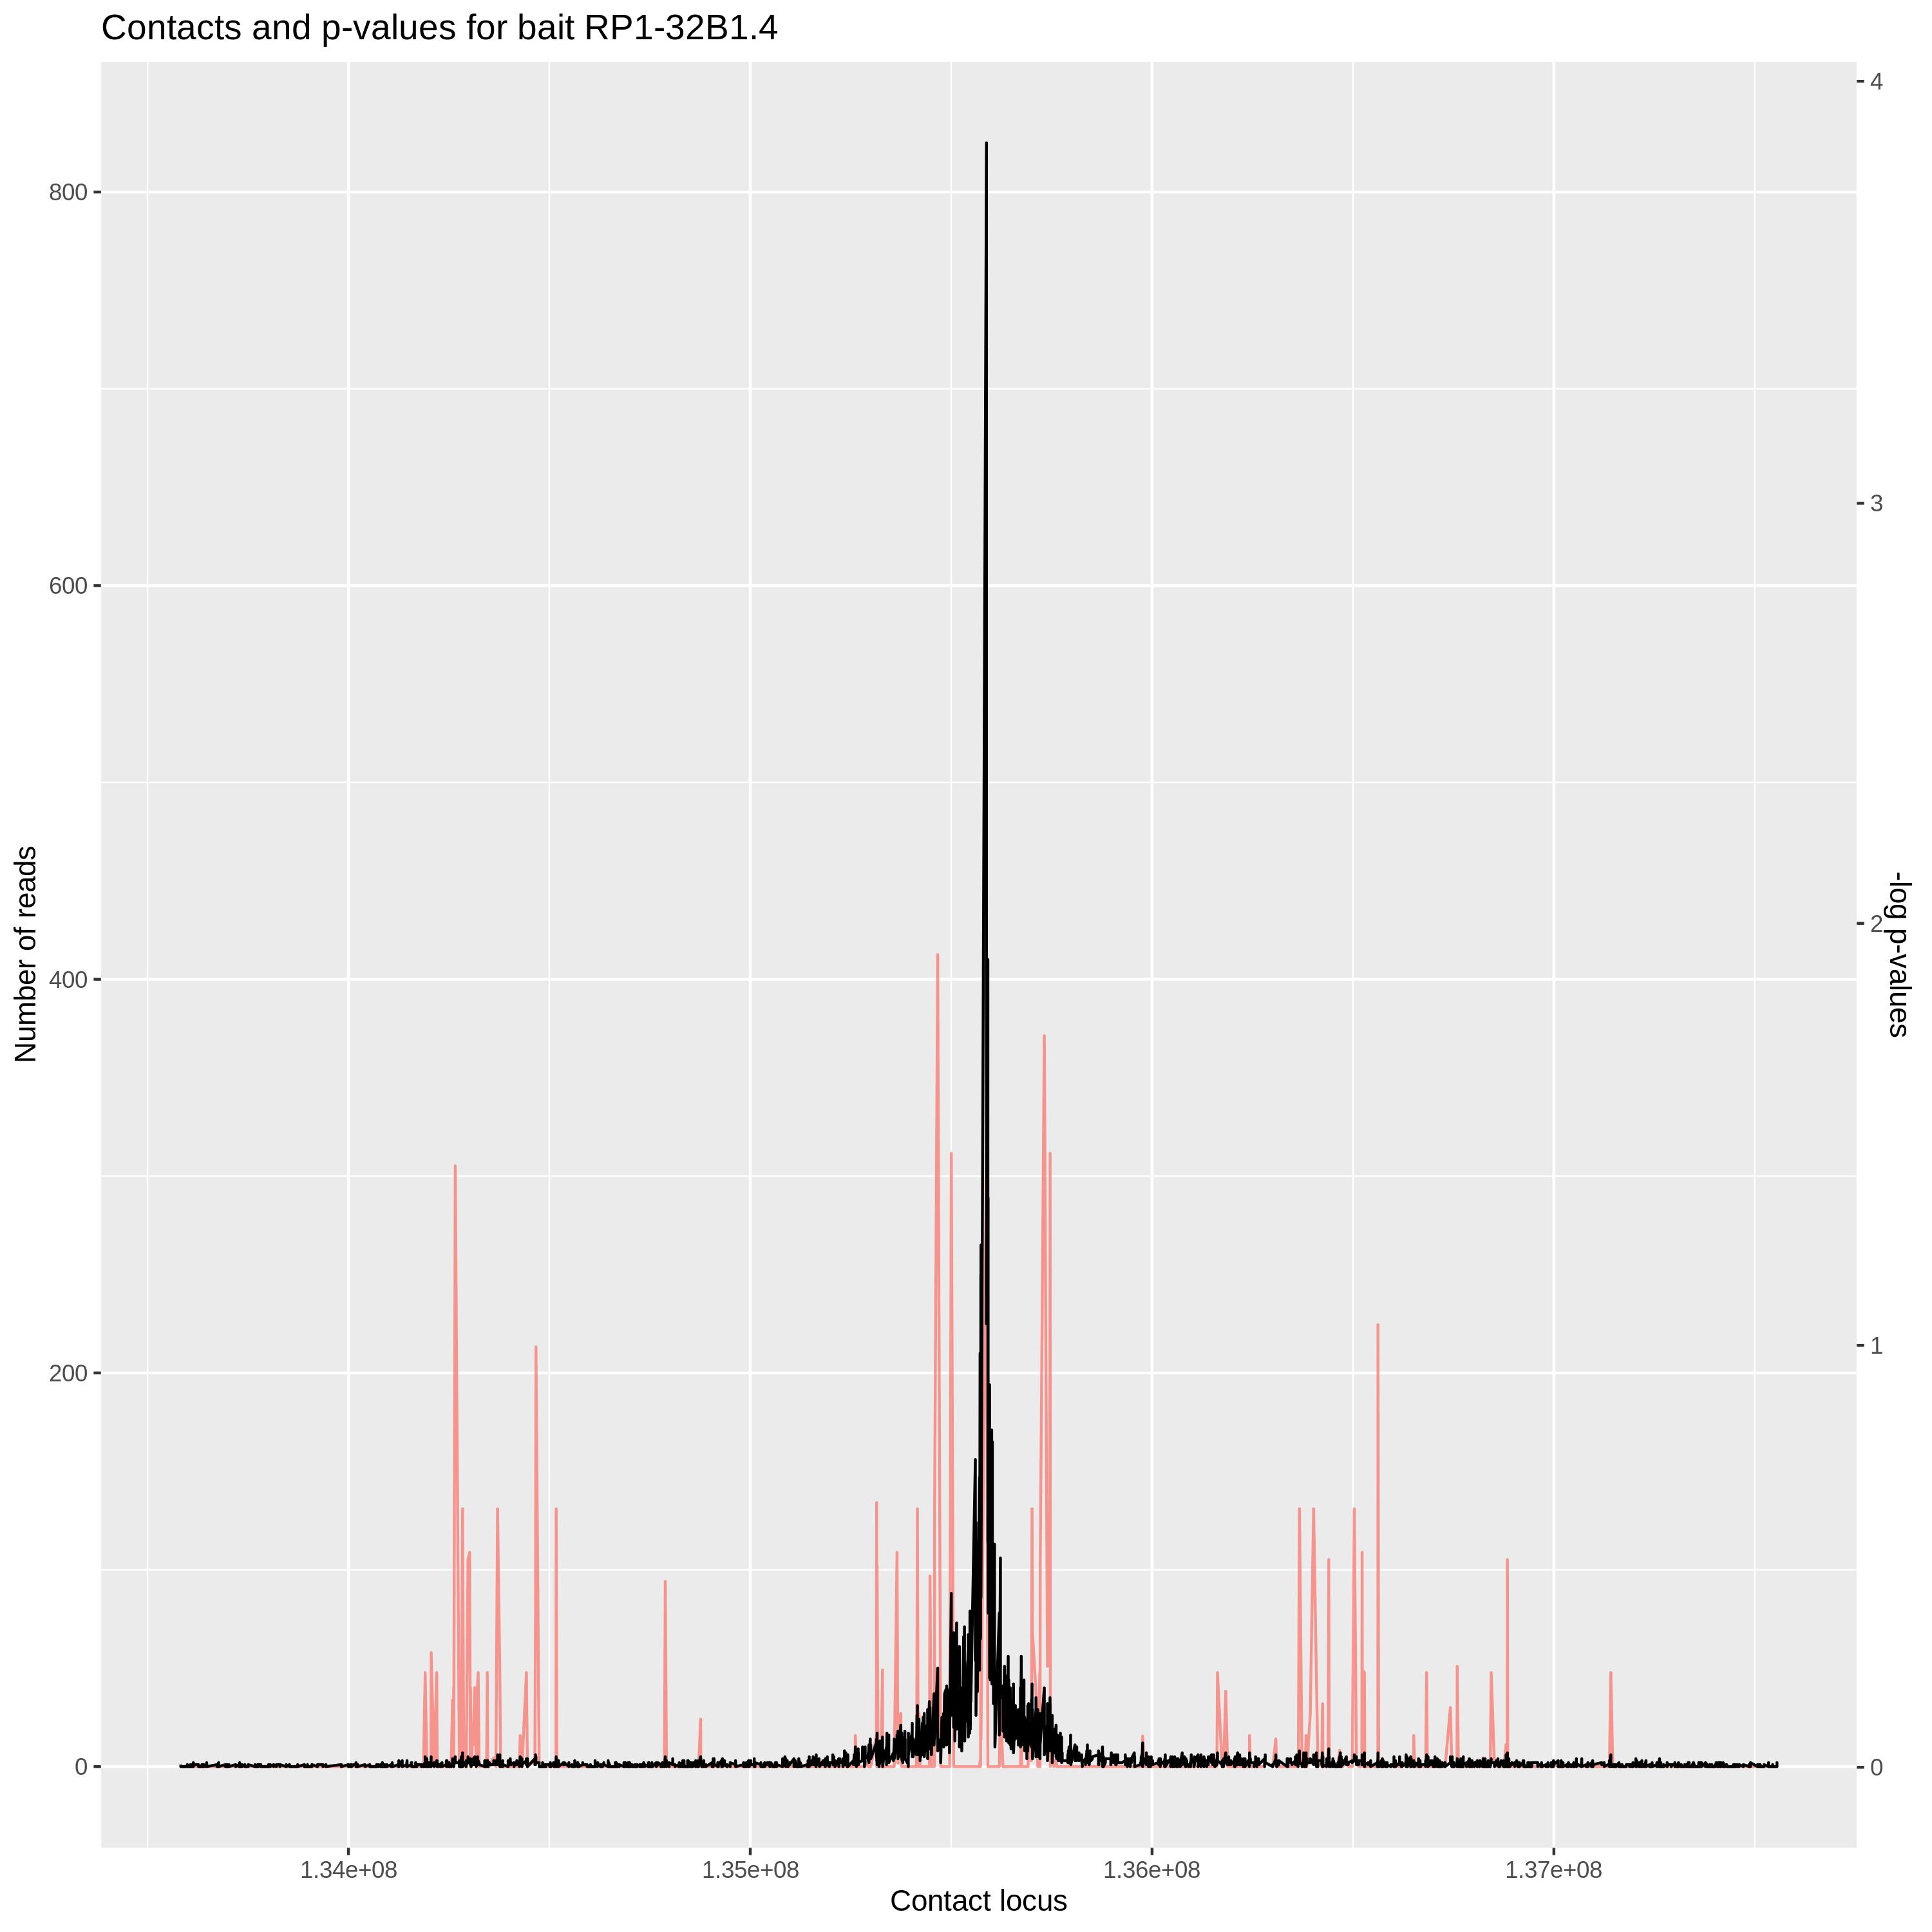 Contacts and p-values for bait RP1-32B1.4
Number of reads
800
600
400
200
0
4
3
2
1
0
-log p-values
1.34e+08
1.35e+08
1.36e+08
1.37e+08
Contact locus